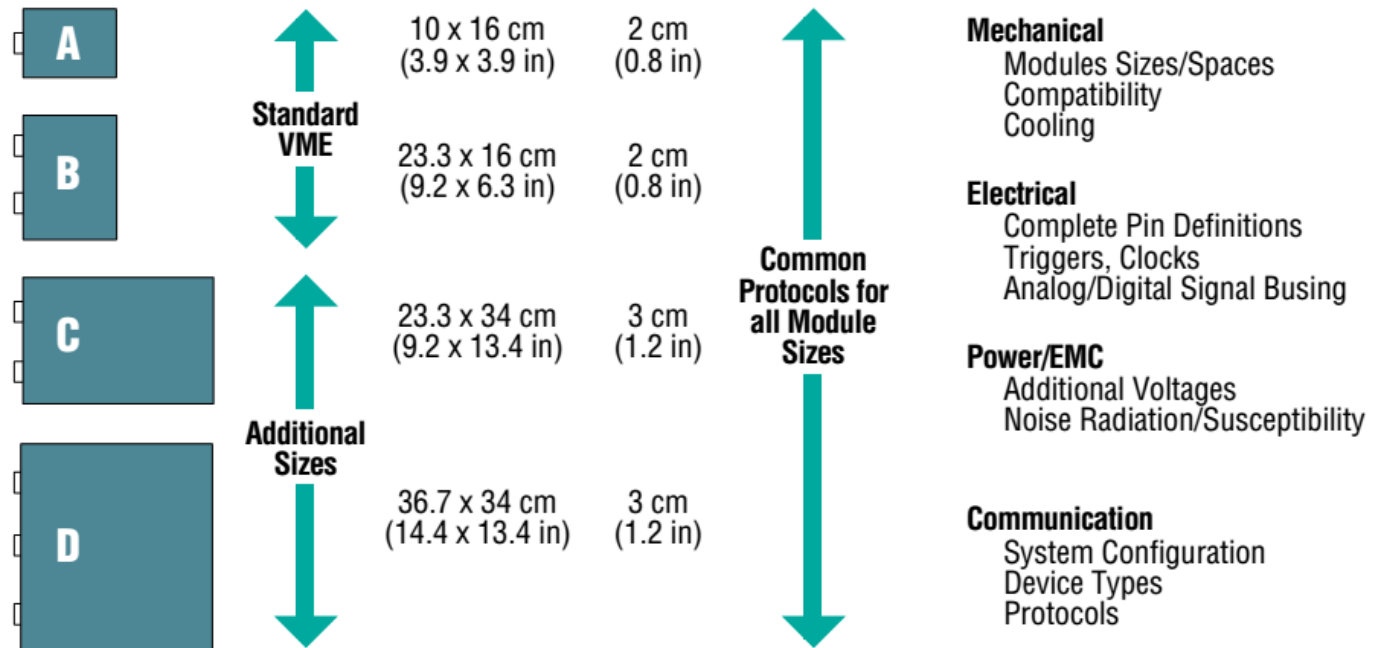 A
10 x 16 cm
(3.9 x 3.9 in)
2 cm
(0.8 in)
Standard
VME
B
23.3 x 16 cm
(9.2 x 6.3 in)
2 cm
(0.8 in)
C
23.3 x 34 cm
(9.2 x 13.4 in)
3 cm
(1.2 in)
Additional
Sizes
D
36.7 x 34 cm
(14.4 x 13.4 in)
3 cm
(1.2 in)
Common
Protocols for
all Module
Sizes
Mechanical
Modules Sizes/Spaces
Compatibility
Cooling
Electrical
Complete Pin Definitions
Triggers, Clocks
Analog/Digital Signal Busing
Power/EMC
Additional Voltages
Noise Radiation/Susceptibility
Communication
System Configuration
Device Types
Protocols